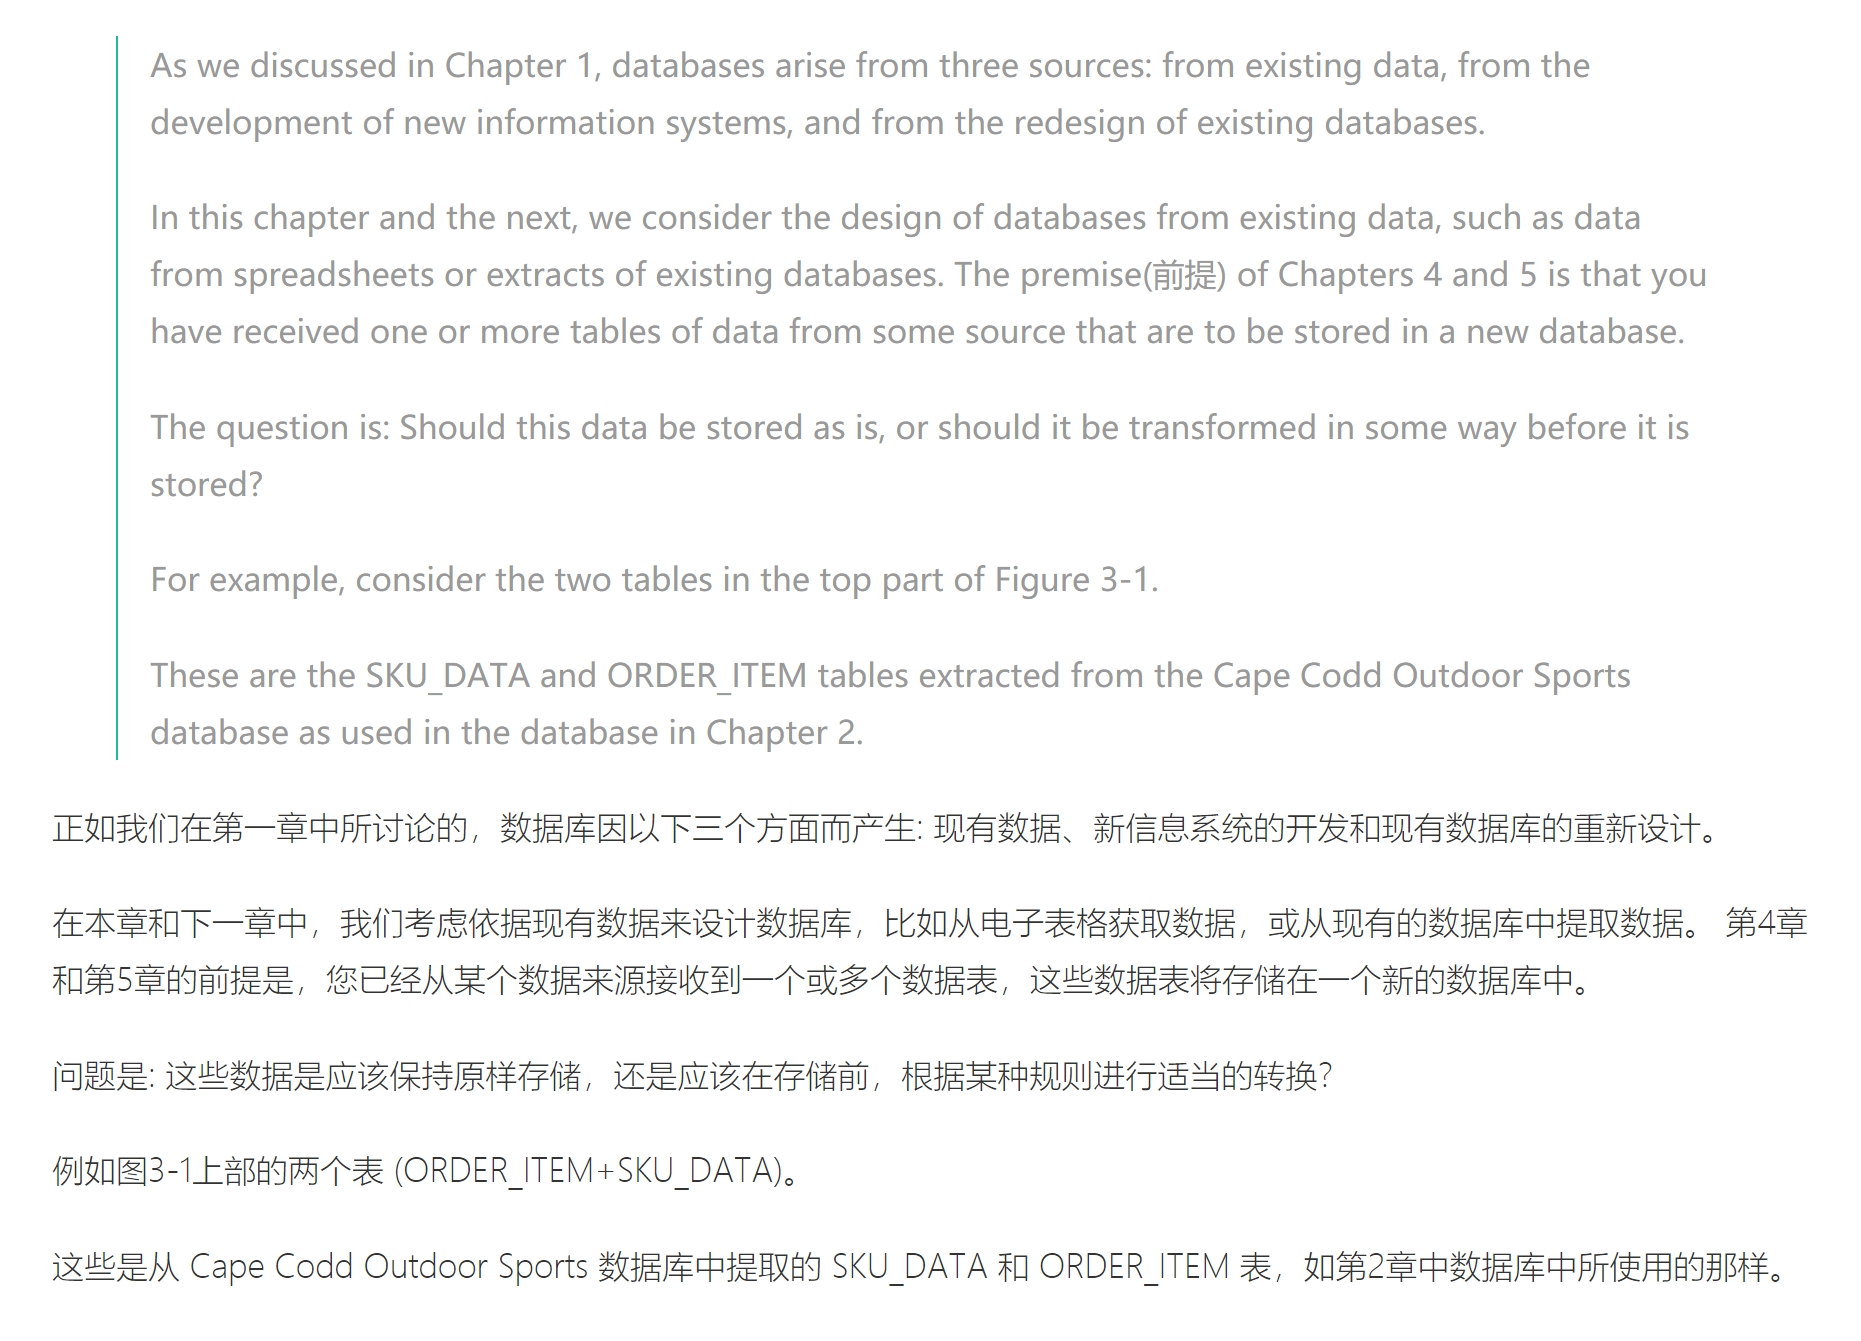 As we discussed in Chapter 1, databases arise from three sources: from existing data, from the
development of new information systems, and from the redesign of existing databases.
In this chapter and the next, we consider the design of databases from existing data, such as data
from spreadsheets or extracts of existing databases. The premise(前提) of Chapters 4 and 5 is that you
have received one or more tables of data from some source that are to be stored in a new database.
The question is: Should this data be stored as is, or should it be transformed in some way before it is
stored?
For example, consider the two tables in the top part of Figure 3-1.
These are the SKU_DATA and ORDER_ITEM tables extracted from the Cape Codd Outdoor Sports
database as used in the database in Chapter 2.
正如我们在第一章中所讨论的，数据库因以下三个方面而产生: 现有数据、新信息系统的开发和现有数据库的重新设计。
在本章和下一章中，我们考虑依据现有数据来设计数据库，比如从电子表格获取数据，或从现有的数据库中提取数据。 第4章
和第5章的前提是，您已经从某个数据来源接收到一个或多个数据表，这些数据表将存储在一个新的数据库中。
问题是: 这些数据是应该保持原样存储，还是应该在存储前，根据某种规则进行适当的转换?
例如图3-1上部的两个表 (ORDER_ITEM+SKU_DATA)。
这些是从 Cape Codd Outdoor Sports 数据库中提取的 SKU_DATA 和 ORDER_ITEM 表，如第2章中数据库中所使用的那样。